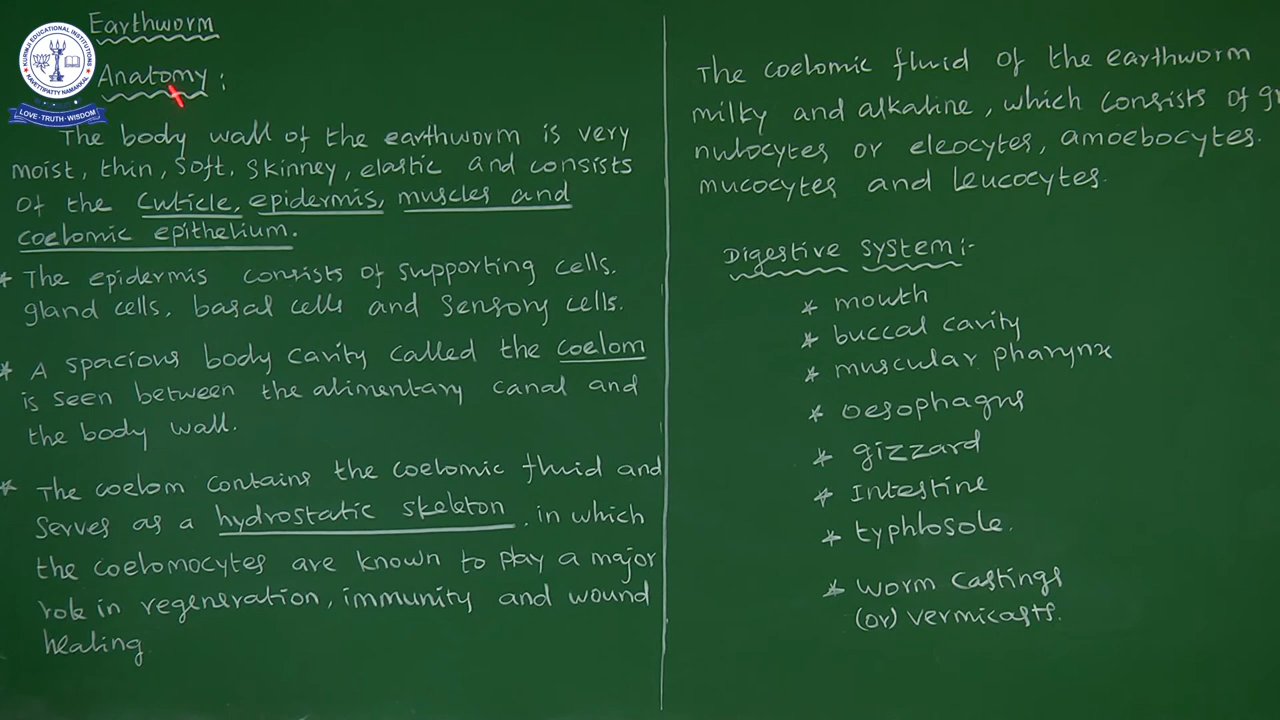 Earthworm
Anatomy :
The body wall of the earthworm is very
moist, thin, soft, skinney, elastic and consists
of the cuticle, epidermis, muscles and
coelomic epithelium.
* The epidermis consists of supporting cells.
gland cells, basal cells and sensory cells.
* A spacious body cavity called the coelom
is seen between the alimentary canal and
the body wall.
* The coelom contains the coelomic fluid and
serves as a hydrostatic skeleton, in which
the coelomocytes are known to play a major
role in regeneration, immunity and wound
healing
The coelomic fluid of the earthworm
milky and alkaline, which consists of
or eleocytes, amoebocytes.
mucocytes and leucocytes.
Digestive system :-
* mouth
* buccal cavity
* muscular pharynx
* oesophagus
* gizzard
* Intestine
* typhlosole.
* worm castings
(or) vermicasts.
KURINJI EDUCATIONAL INSTITUTIONS
KAVETTIPATTY NAMAKKAL
LOVE · TRUTH · WISDOM